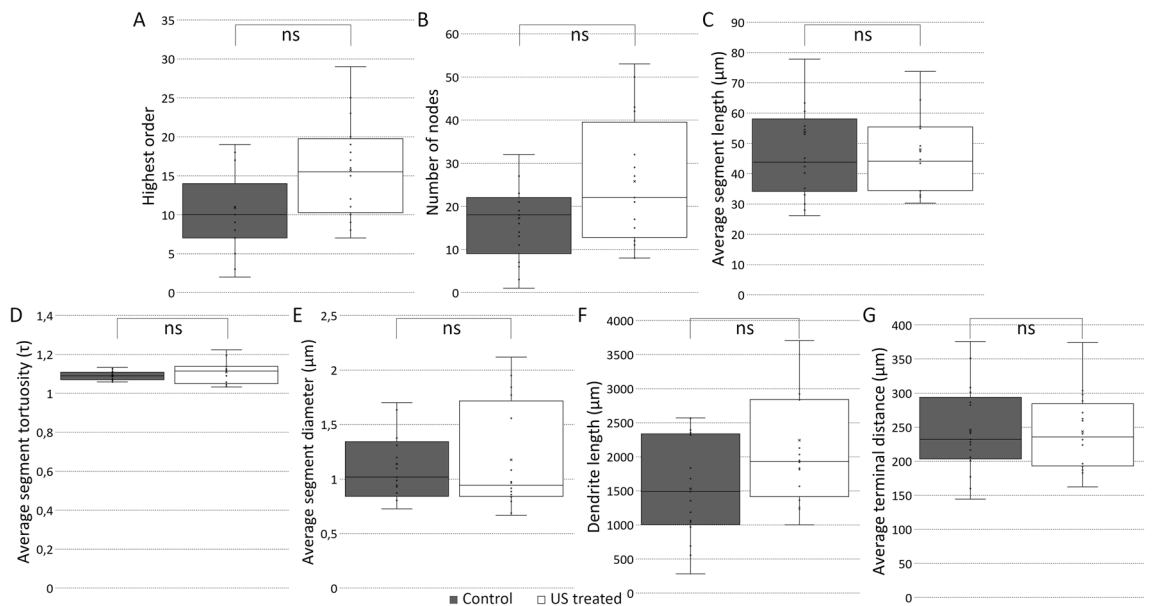 A
Highest order
35
30
25
20
15
10
5
0
ns
B
Number of nodes
60
50
40
30
20
10
0
ns
C
Average segment length (μm)
90
80
70
60
50
40
30
20
10
0
ns
D
Average segment tortuosity (τ)
1,4
1,2
1
0,8
0,6
0,4
0,2
0
ns
E
Average segment diameter (μm)
2,5
2
1,5
1
0,5
0
ns
F
Dendrite length (μm)
4000
3500
3000
2500
2000
1500
1000
500
0
ns
G
Average terminal distance (μm)
400
350
300
250
200
150
100
50
0
ns
Control
US treated